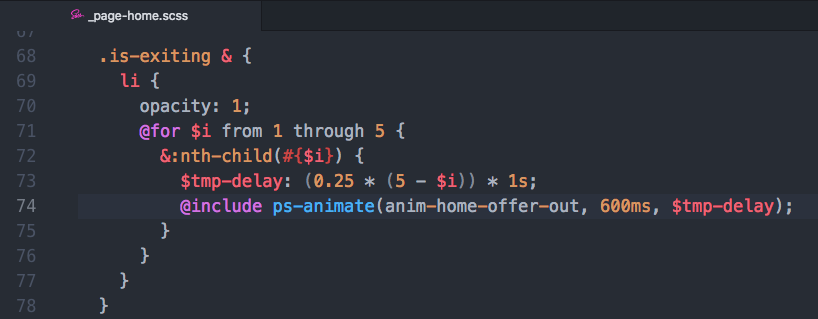 _page-home.scss
67
68 .is-exiting & {
69 li {
70 opacity: 1;
71 @for $i from 1 through 5 {
72 &:nth-child(#{$i}) {
73 $tmp-delay: (0.25 * (5 - $i)) * 1s;
74 @include ps-animate(anim-home-offer-out, 600ms, $tmp-delay);
75 }
76 }
77 }
78 }